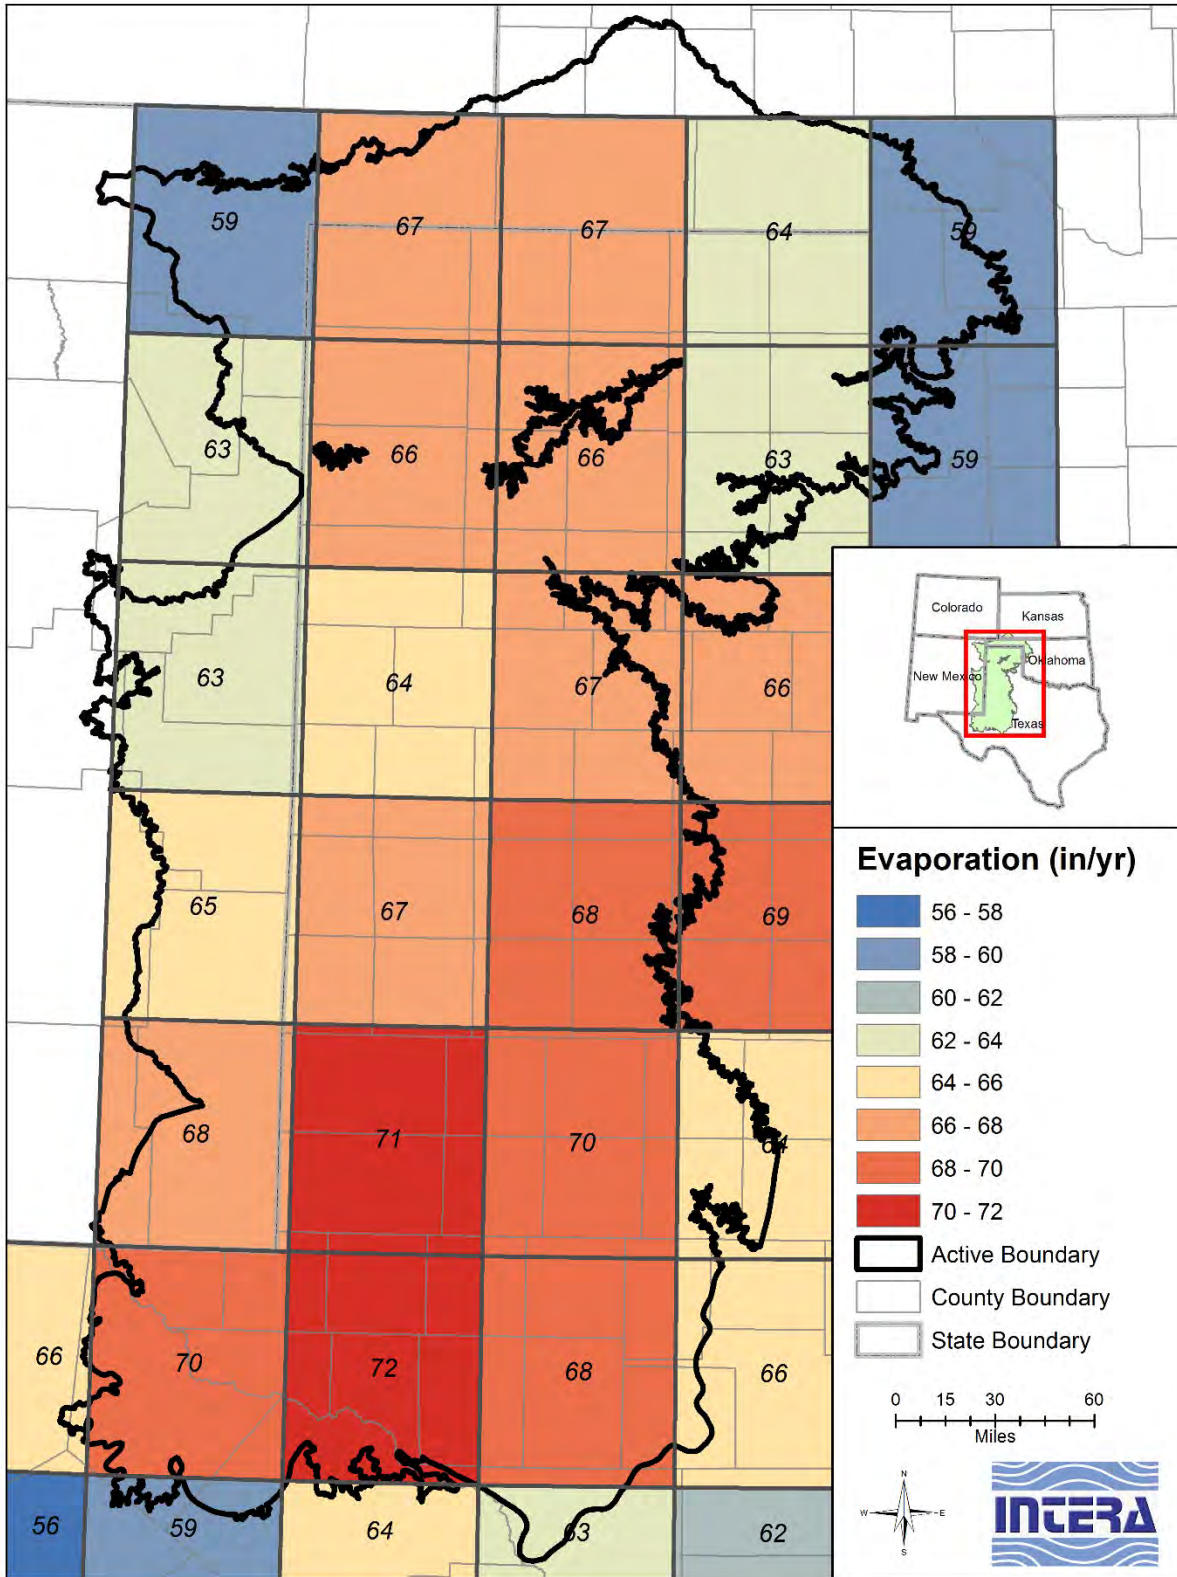 59
67
67
64
59
63
66
66
63
59
63
64
67
66
65
67
68
69
68
71
70
64
66
70
72
68
66
56
59
64
63
62
Colorado
Kansas
New Mexico
Oklahoma
Texas
Evaporation (in/yr)
56 - 58
58 - 60
60 - 62
62 - 64
64 - 66
66 - 68
68 - 70
70 - 72
Active Boundary
County Boundary
State Boundary
0 15 30 60
Miles
N
W E
S
INTERA